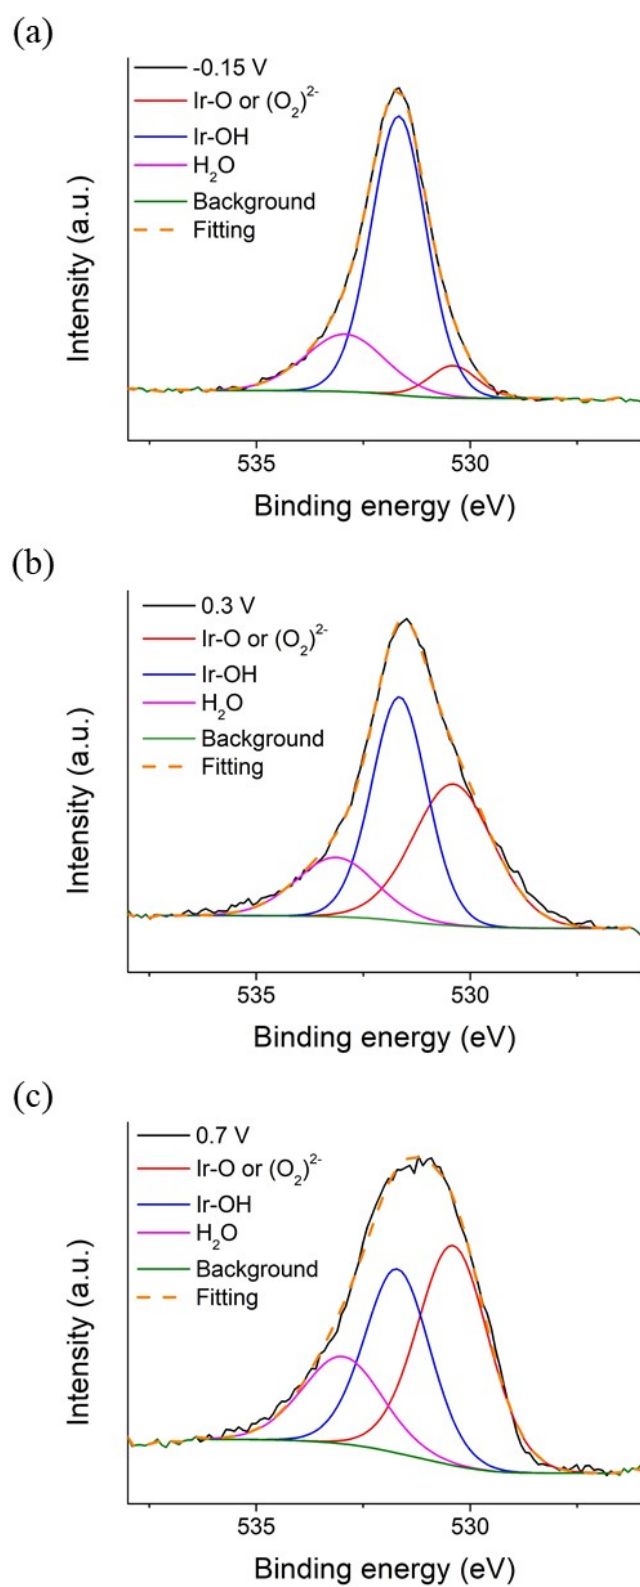 (a)
-0.15 V
Ir-O or (O₂)²⁻
Ir-OH
H₂O
Background
Fitting
Intensity (a.u.)
535 530
Binding energy (eV)
(b)
0.3 V
Ir-O or (O₂)²⁻
Ir-OH
H₂O
Background
Fitting
Intensity (a.u.)
535 530
Binding energy (eV)
(c)
0.7 V
Ir-O or (O₂)²⁻
Ir-OH
H₂O
Background
Fitting
Intensity (a.u.)
535 530
Binding energy (eV)